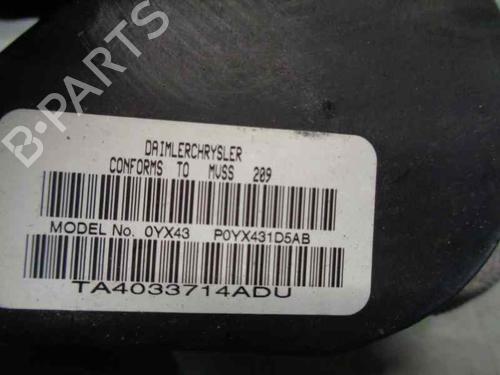 B-PARTS
DAIMLERCHRYSLER
CONFORMS TO MVSS 209
MODEL No. 0YX43 P0YX431D5AB
TA4033714ADU